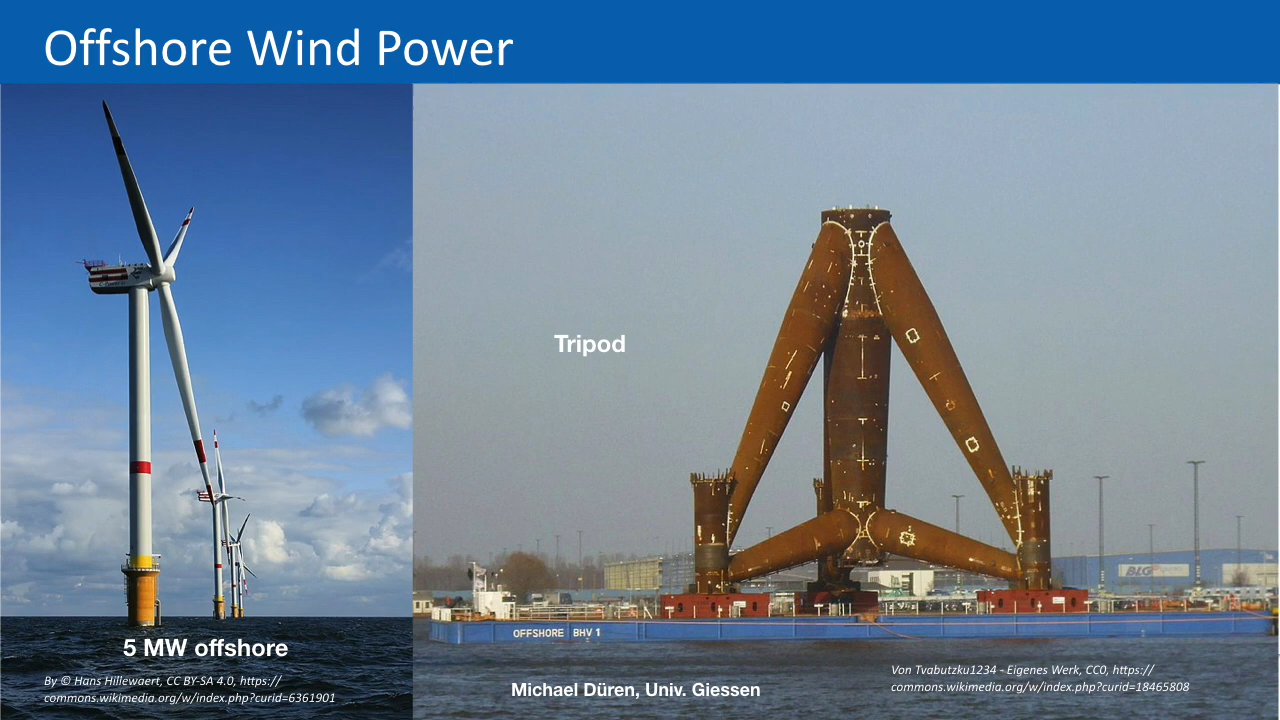 Offshore Wind Power
Tripod
BLG
OFFSHORE BHV 1
5 MW offshore
By © Hans Hillewaert, CC BY-SA 4.0, https://
commons.wikimedia.org/w/index.php?curid=6361901
Michael Düren, Univ. Giessen
Von Tvabutzku1234 - Eigenes Werk, CC0, https://
commons.wikimedia.org/w/index.php?curid=18465808